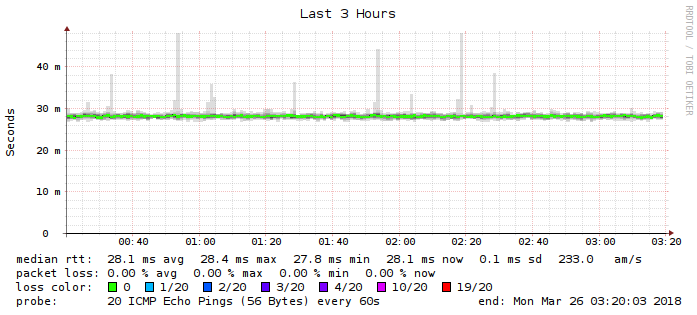 Last 3 Hours
RRDTOOL / TOBI OETIKER
Seconds
40 m
30 m
20 m
10 m
0
00:40 01:00 01:20 01:40 02:00 02:20 02:40 03:00 03:20
median rtt: 28.1 ms avg 28.4 ms max 27.8 ms min 28.1 ms now 0.1 ms sd 233.0 am/s
packet loss: 0.00 % avg 0.00 % max 0.00 % min 0.00 % now
loss color: 0 1/20 2/20 3/20 4/20 10/20 19/20
probe: 20 ICMP Echo Pings (56 Bytes) every 60s end: Mon Mar 26 03:20:03 2018